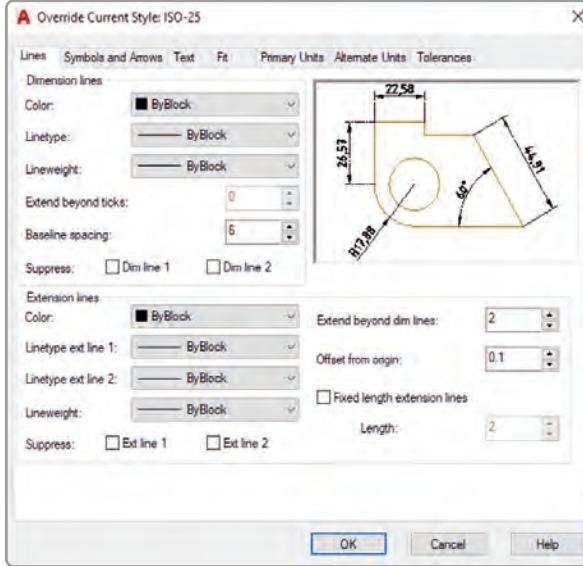 Override Current Style: ISO-25
Lines Symbols and Arrows Text Fit Primary Units Alternate Units Tolerances
Dimension lines
Color: ByBlock
Linetype: ByBlock
Lineweight: ByBlock
Extend beyond ticks: 0
Baseline spacing: 6
Suppress: Dim line 1 Dim line 2
22,58
26,57
44,91
60°
R17,88
Extension lines
Color: ByBlock
Linetype ext line 1: ByBlock
Linetype ext line 2: ByBlock
Lineweight: ByBlock
Suppress: Ext line 1 Ext line 2
Extend beyond dim lines: 2
Offset from origin: 0.1
Fixed length extension lines
Length: 2
OK Cancel Help